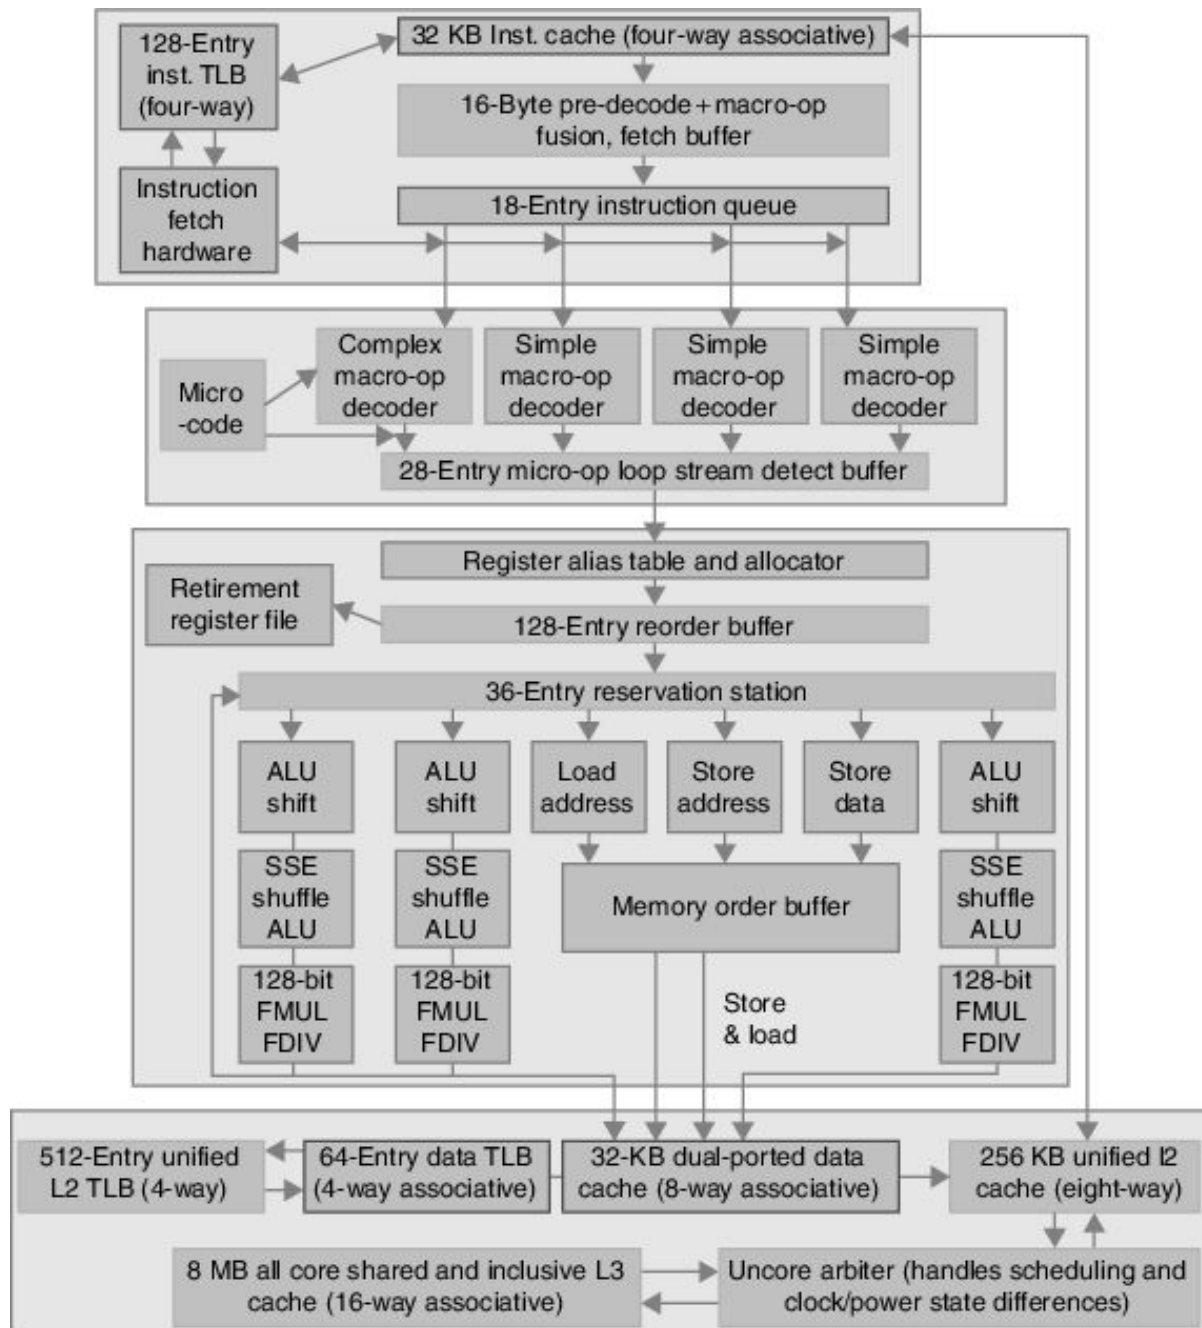 128-Entry
inst. TLB
(four-way)
32 KB Inst. cache (four-way associative)
16-Byte pre-decode + macro-op
fusion, fetch buffer
Instruction
fetch
hardware
18-Entry instruction queue
Micro
-code
Complex
macro-op
decoder
Simple
macro-op
decoder
Simple
macro-op
decoder
Simple
macro-op
decoder
28-Entry micro-op loop stream detect buffer
Register alias table and allocator
Retirement
register file
128-Entry reorder buffer
36-Entry reservation station
ALU
shift
ALU
shift
Load
address
Store
address
Store
data
ALU
shift
SSE
shuffle
ALU
SSE
shuffle
ALU
Memory order buffer
SSE
shuffle
ALU
128-bit
FMUL
FDIV
128-bit
FMUL
FDIV
Store
& load
128-bit
FMUL
FDIV
512-Entry unified
L2 TLB (4-way)
64-Entry data TLB
(4-way associative)
32-KB dual-ported data
cache (8-way associative)
256 KB unified l2
cache (eight-way)
8 MB all core shared and inclusive L3
cache (16-way associative)
Uncore arbiter (handles scheduling and
clock/power state differences)